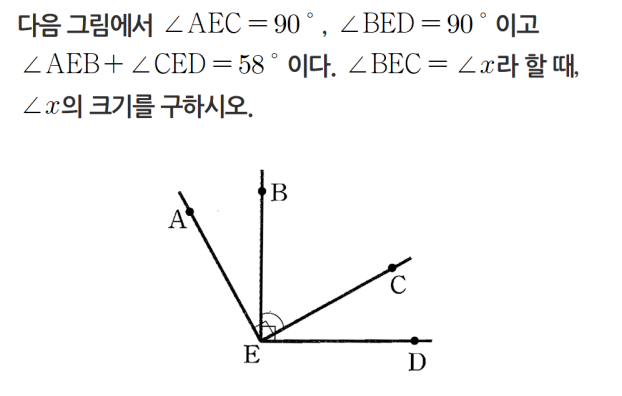 다음 그림에서 ∠AEC=90°, ∠BED=90°이고
∠AEB+∠CED=58°이다. ∠BEC=∠x라 할 때,
∠x의 크기를 구하시오.
B
A
C
E
D